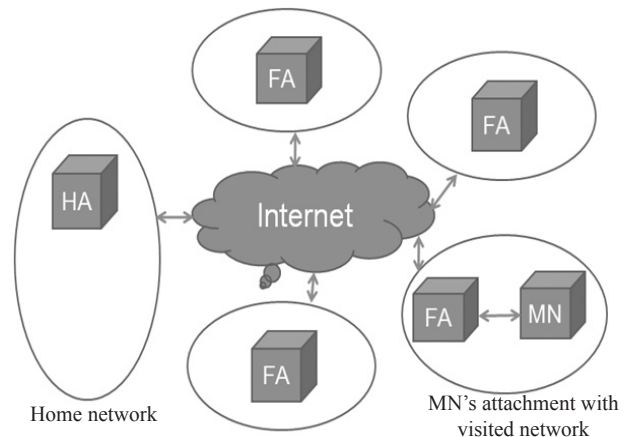 FA
FA
HA
Internet
FA
MN
FA
Home network
MN's attachment with
visited network